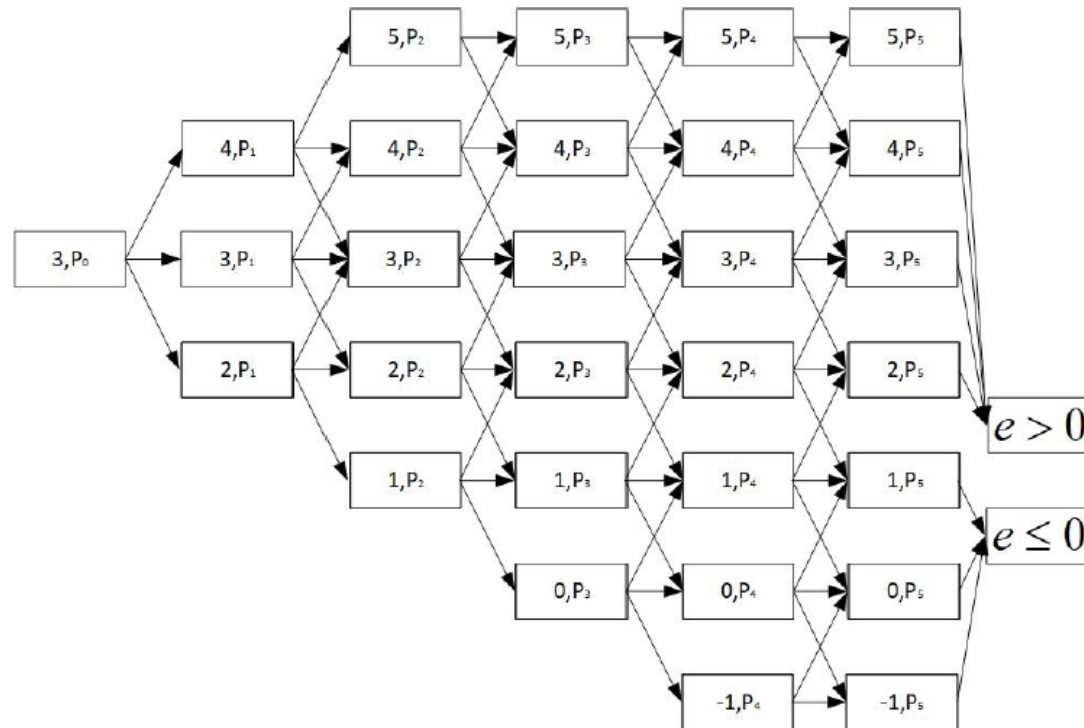 5,P₂ 5,P₃ 5,P₄ 5,P₅
4,P₁ 4,P₂ 4,P₃ 4,P₄ 4,P₅
3,P₀ 3,P₁ 3,P₂ 3,P₃ 3,P₄ 3,P₅
2,P₁ 2,P₂ 2,P₃ 2,P₄ 2,P₅
e > 0
1,P₂ 1,P₃ 1,P₄ 1,P₅
e ≤ 0
0,P₃ 0,P₄ 0,P₅
-1,P₄ -1,P₅